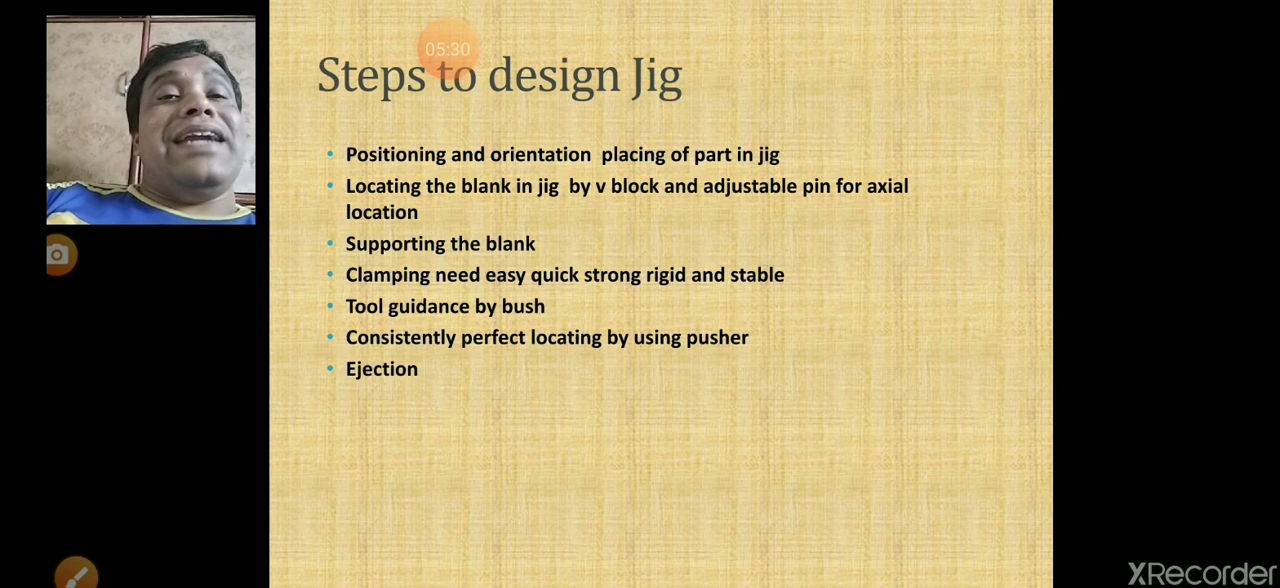 05:30
Steps to design Jig
• Positioning and orientation  placing of part in jig
• Locating the blank in jig  by v block and adjustable pin for axial
location
• Supporting the blank
• Clamping need easy quick strong rigid and stable
• Tool guidance by bush
• Consistently perfect locating by using pusher
• Ejection
XRecorder